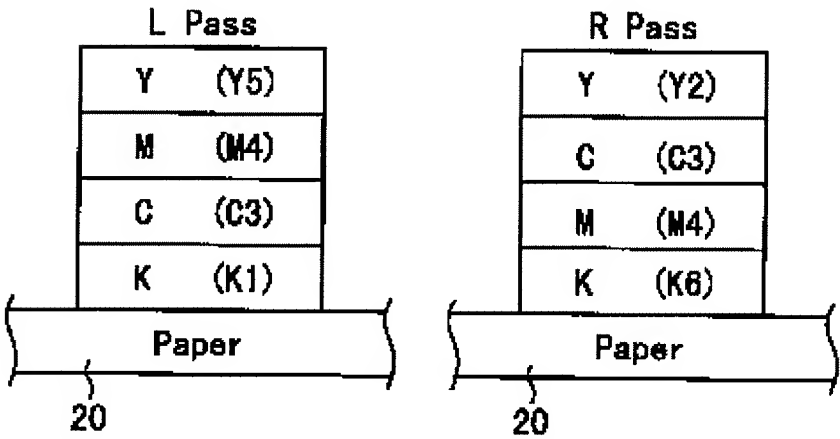 L Pass
Y (Y5)
M (M4)
C (C3)
K (K1)
Paper
20
R Pass
Y (Y2)
C (C3)
M (M4)
K (K6)
Paper
20